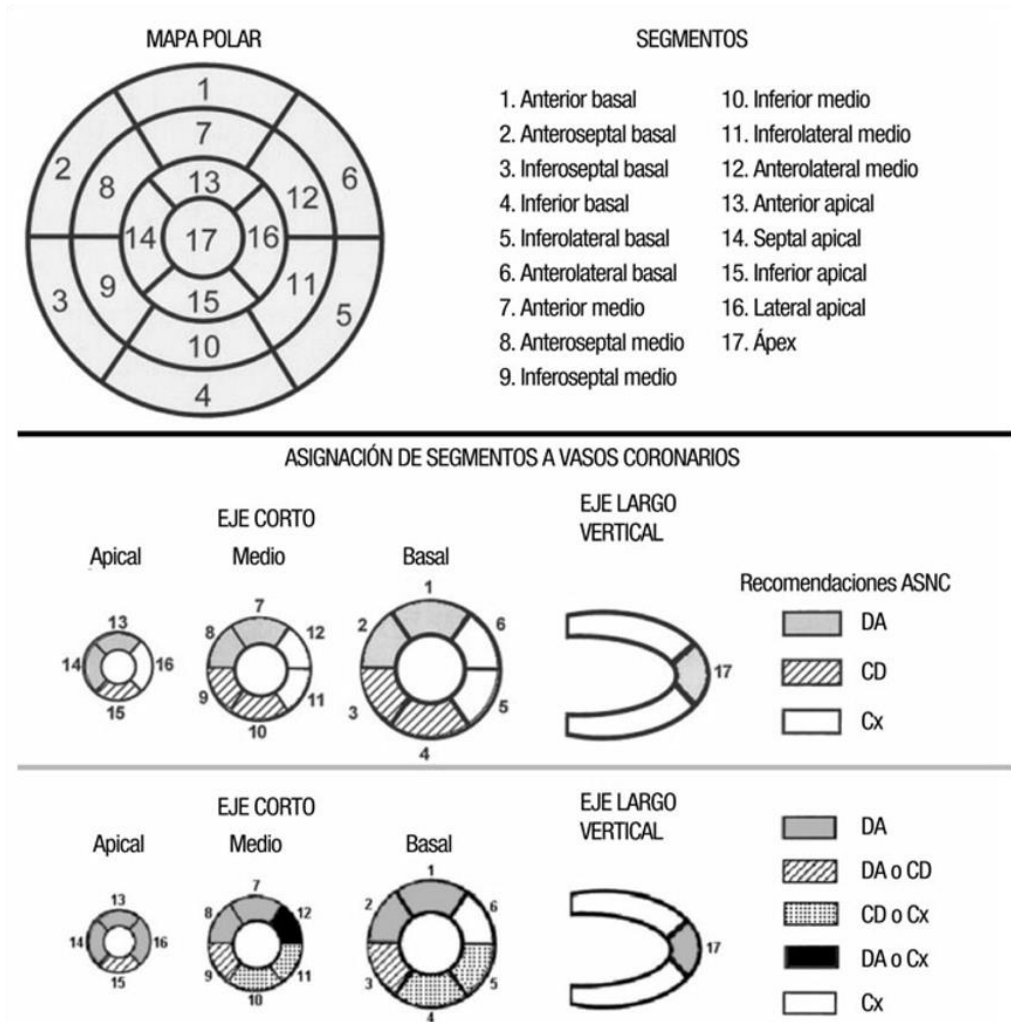 MAPA POLAR
1
2
7
6
8
13
12
14
17
16
3
9
15
11
5
10
4
SEGMENTOS
1. Anterior basal
2. Anteroseptal basal
3. Inferoseptal basal
4. Inferior basal
5. Inferolateral basal
6. Anterolateral basal
7. Anterior medio
8. Anteroseptal medio
9. Inferoseptal medio
10. Inferior medio
11. Inferolateral medio
12. Anterolateral medio
13. Anterior apical
14. Septal apical
15. Inferior apical
16. Lateral apical
17. Ápex
ASIGNACIÓN DE SEGMENTOS A VASOS CORONARIOS
EJE CORTO
Apical
Medio
Basal
13
14
16
15
7
8
12
9
11
10
1
2
6
3
5
4
EJE LARGO
VERTICAL
17
Recomendaciones ASNC
DA
CD
Cx
EJE CORTO
Apical
Medio
Basal
13
14
16
15
7
8
12
9
11
10
1
2
6
3
5
4
EJE LARGO
VERTICAL
17
DA
DA o CD
CD o Cx
DA o Cx
Cx